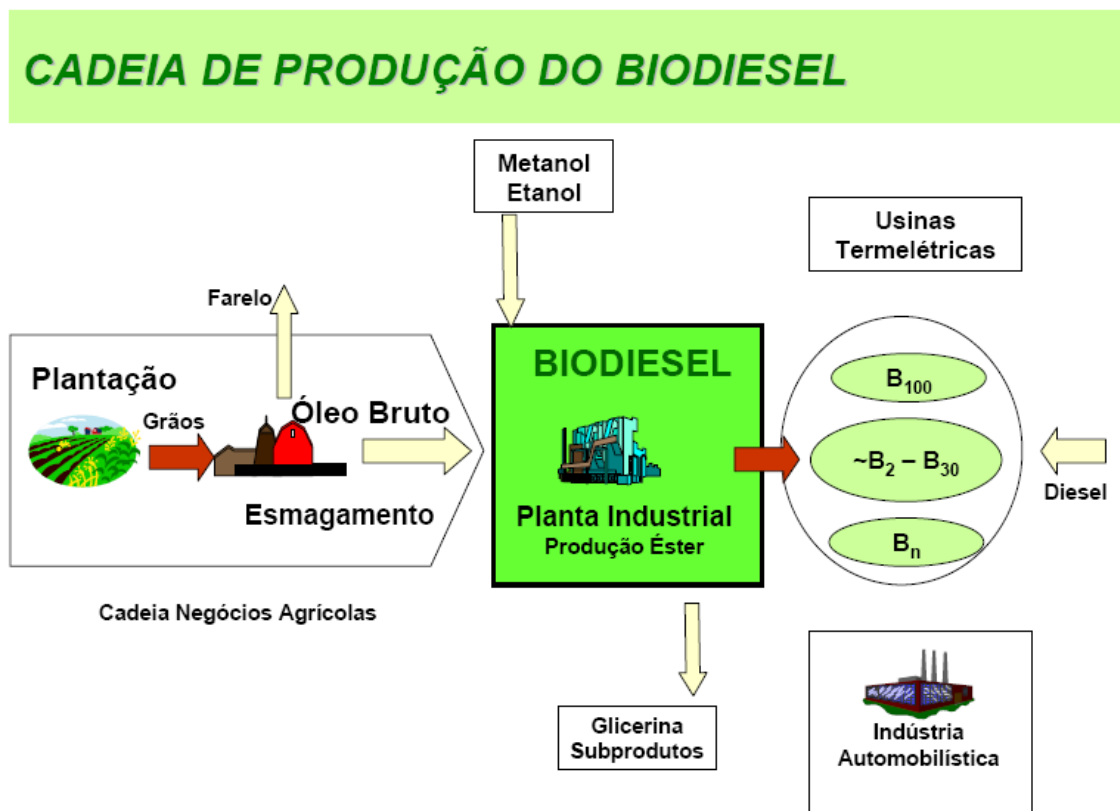 CADEIA DE PRODUÇÃO DO BIODIESEL
Metanol
Etanol
Usinas
Termelétricas
Farelo
Plantação
Grãos
Óleo Bruto
Esmagamento
Cadeia Negócios Agrícolas
BIODIESEL
Planta Industrial
Produção Éster
B100
~B2 – B30
Bn
Diesel
Glicerina
Subprodutos
Indústria
Automobilística